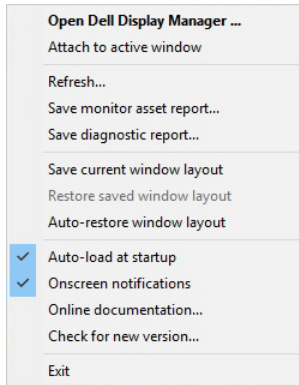 Open Dell Display Manager ...
Attach to active window
Refresh...
Save monitor asset report...
Save diagnostic report...
Save current window layout
Restore saved window layout
Auto-restore window layout
Auto-load at startup
Onscreen notifications
Online documentation...
Check for new version...
Exit